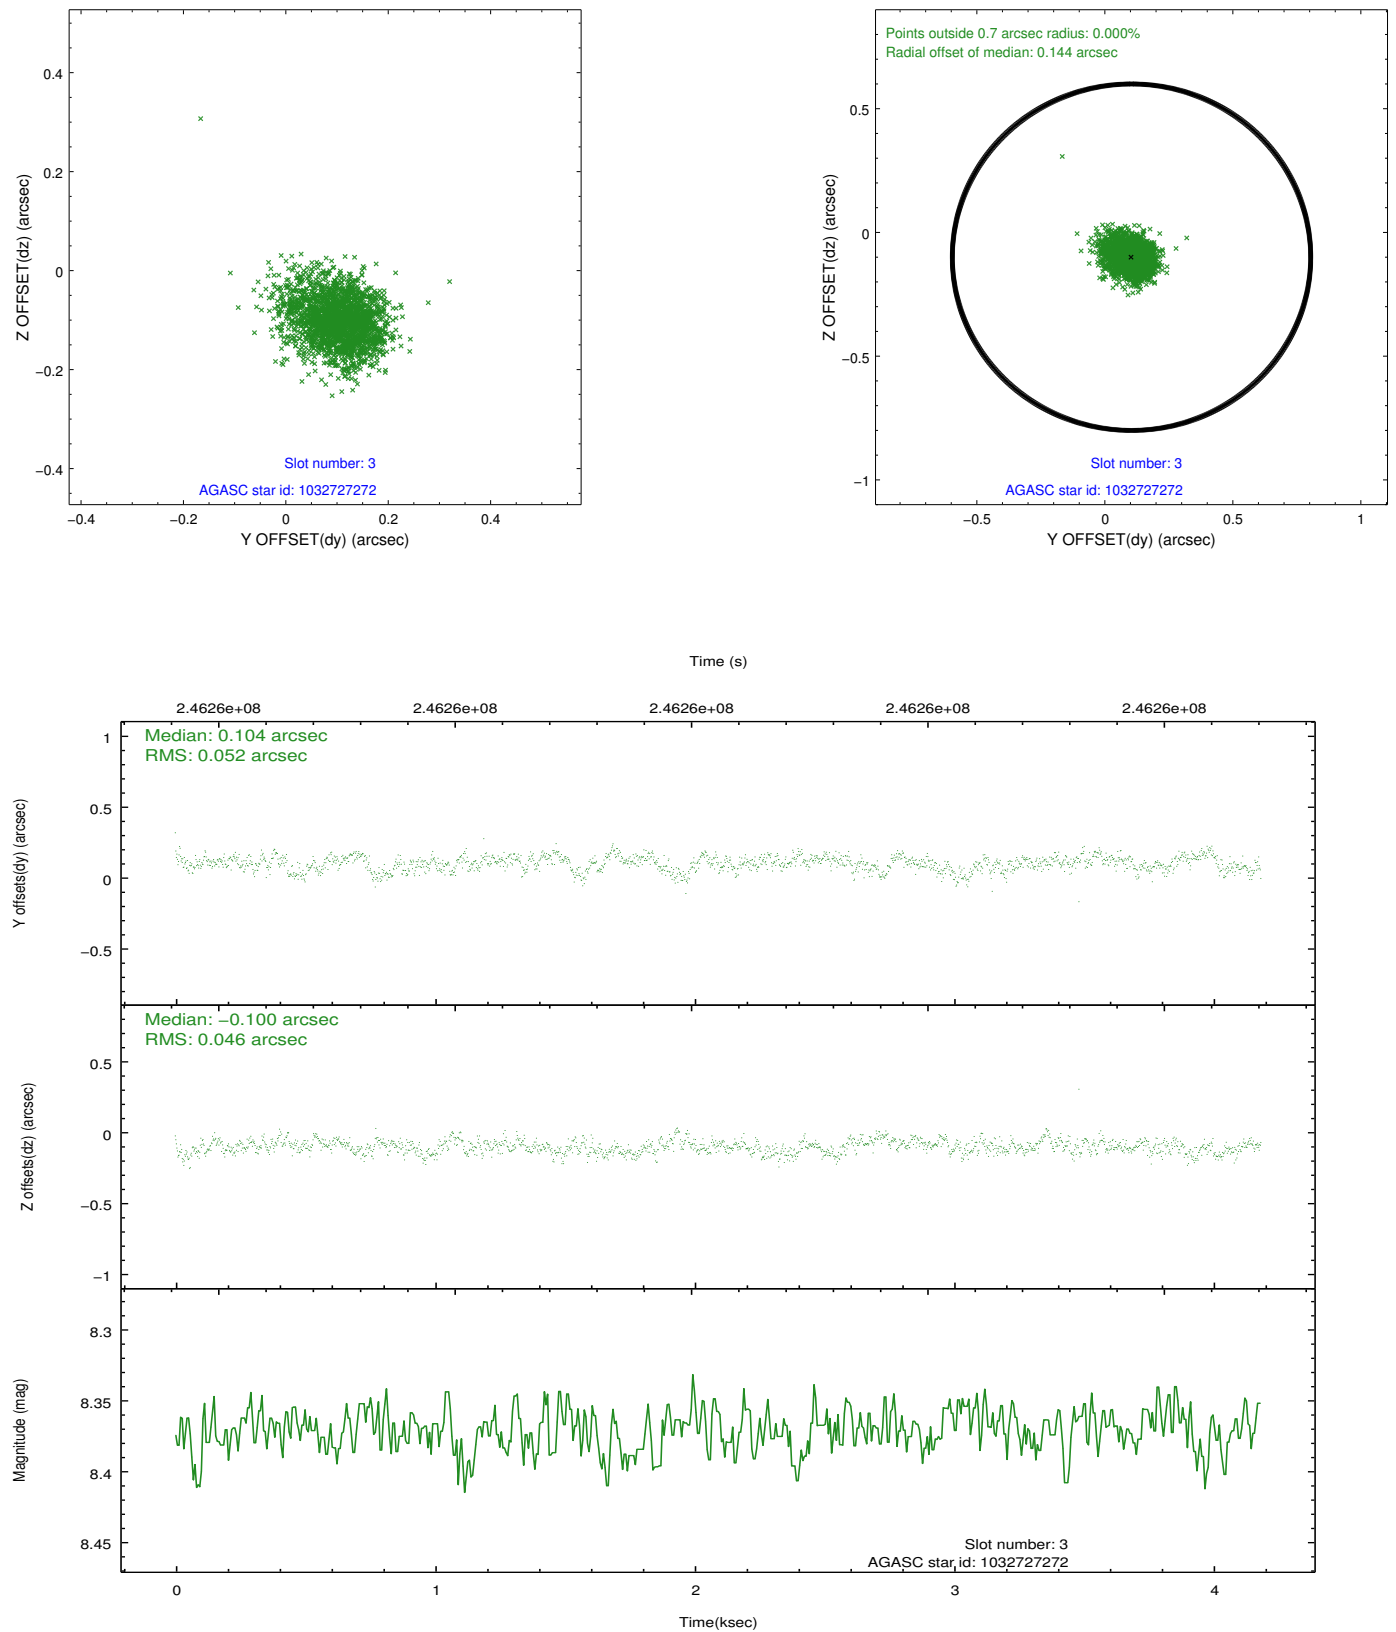 0.4
0.2
0
−0.2
−0.4
Z OFFSET(dz) (arcsec)
Slot number: 3
AGASC star id: 1032727272
−0.4 −0.2 0 0.2 0.4
Y OFFSET(dy) (arcsec)
Points outside 0.7 arcsec radius: 0.000%
Radial offset of median: 0.144 arcsec
0.5
0
−0.5
−1
Z OFFSET(dz) (arcsec)
Slot number: 3
AGASC star id: 1032727272
−0.5 0 0.5 1
Y OFFSET(dy) (arcsec)
Time (s)
2.4626e+08 2.4626e+08 2.4626e+08 2.4626e+08 2.4626e+08
Median: 0.104 arcsec
RMS: 0.052 arcsec
1
0.5
0
−0.5
Y offsets(dy) (arcsec)
Median: −0.100 arcsec
RMS: 0.046 arcsec
0.5
0
−0.5
−1
Z offsets(dz) (arcsec)
8.3
8.35
8.4
8.45
Magnitude (mag)
Slot number: 3
AGASC star id: 1032727272
0 1 2 3 4
Time(ksec)